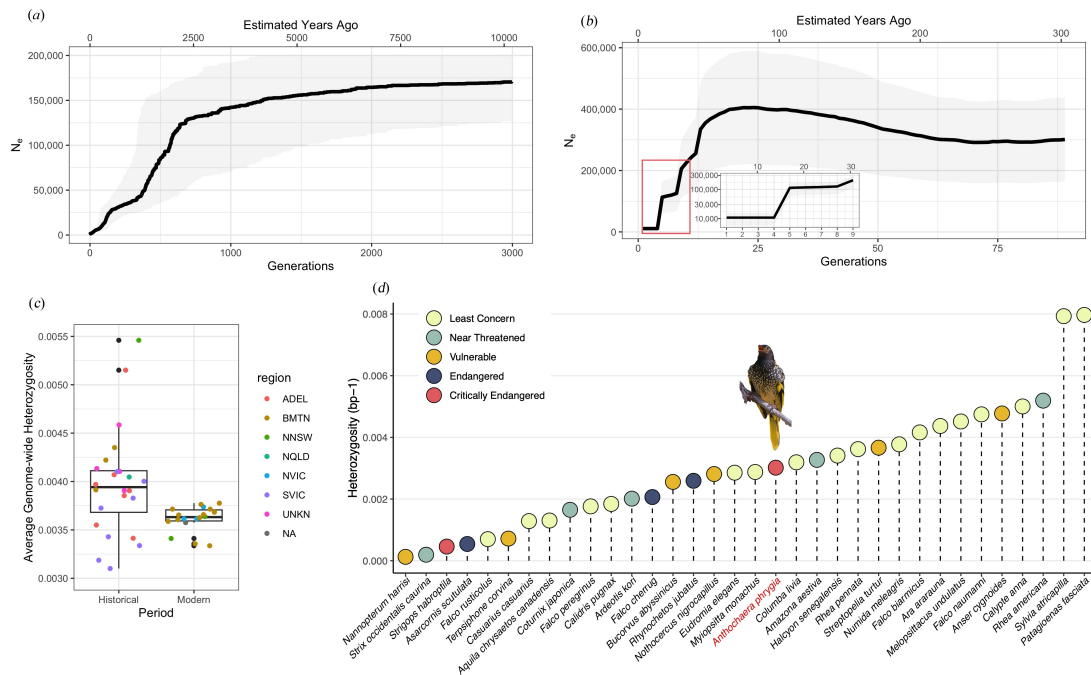 (a)
Estimated Years Ago
0 2500 5000 7500 10000
200,000
150,000
100,000
50,000
0
Ne
0 1000 2000 3000
Generations
(b)
Estimated Years Ago
0 100 200 300
600,000
400,000
200,000
0
Ne
10 20 30
300,000
100,000
30,000
10,000
1 2 3 4 5 6 7 8 9
0 25 50 75
Generations
(c)
0.0055
0.0050
0.0045
0.0040
0.0035
0.0030
Average Genome-wide Heterozygosity
Historical Modern
Period
region
ADEL
BMTN
NNSW
NQLD
NVIC
SVIC
UNKN
NA
(d)
Least Concern
Near Threatened
Vulnerable
Endangered
Critically Endangered
0.008
0.006
0.004
0.002
0.000
Heterozygosity (bp−1)
Nannopterum harrisi
Strix occidentalis caurina
Strigops habroptila
Asarcornis scutulata
Falco rusticolus
Terpsiphone corvina
Casuarius casuarius
Aquila chrysaetos canadensis
Coturnix japonica
Falco peregrinus
Calidris pugnax
Ardeotis kori
Falco cherrug
Bucorvus abyssinicus
Rhynochetos jubatus
Nothocercus nigrocapillus
Eudromia elegans
Myiopsitta monachus
Anthochaera phrygia
Columba livia
Amazona aestiva
Halcyon senegalensis
Rhea pennata
Streptopelia turtur
Numida meleagris
Falco biarmicus
Ara ararauna
Melopsittacus undulatus
Falco naumanni
Anser cygnoides
Calypte anna
Rhea americana
Sylvia atricapilla
Patagioenas fasciata